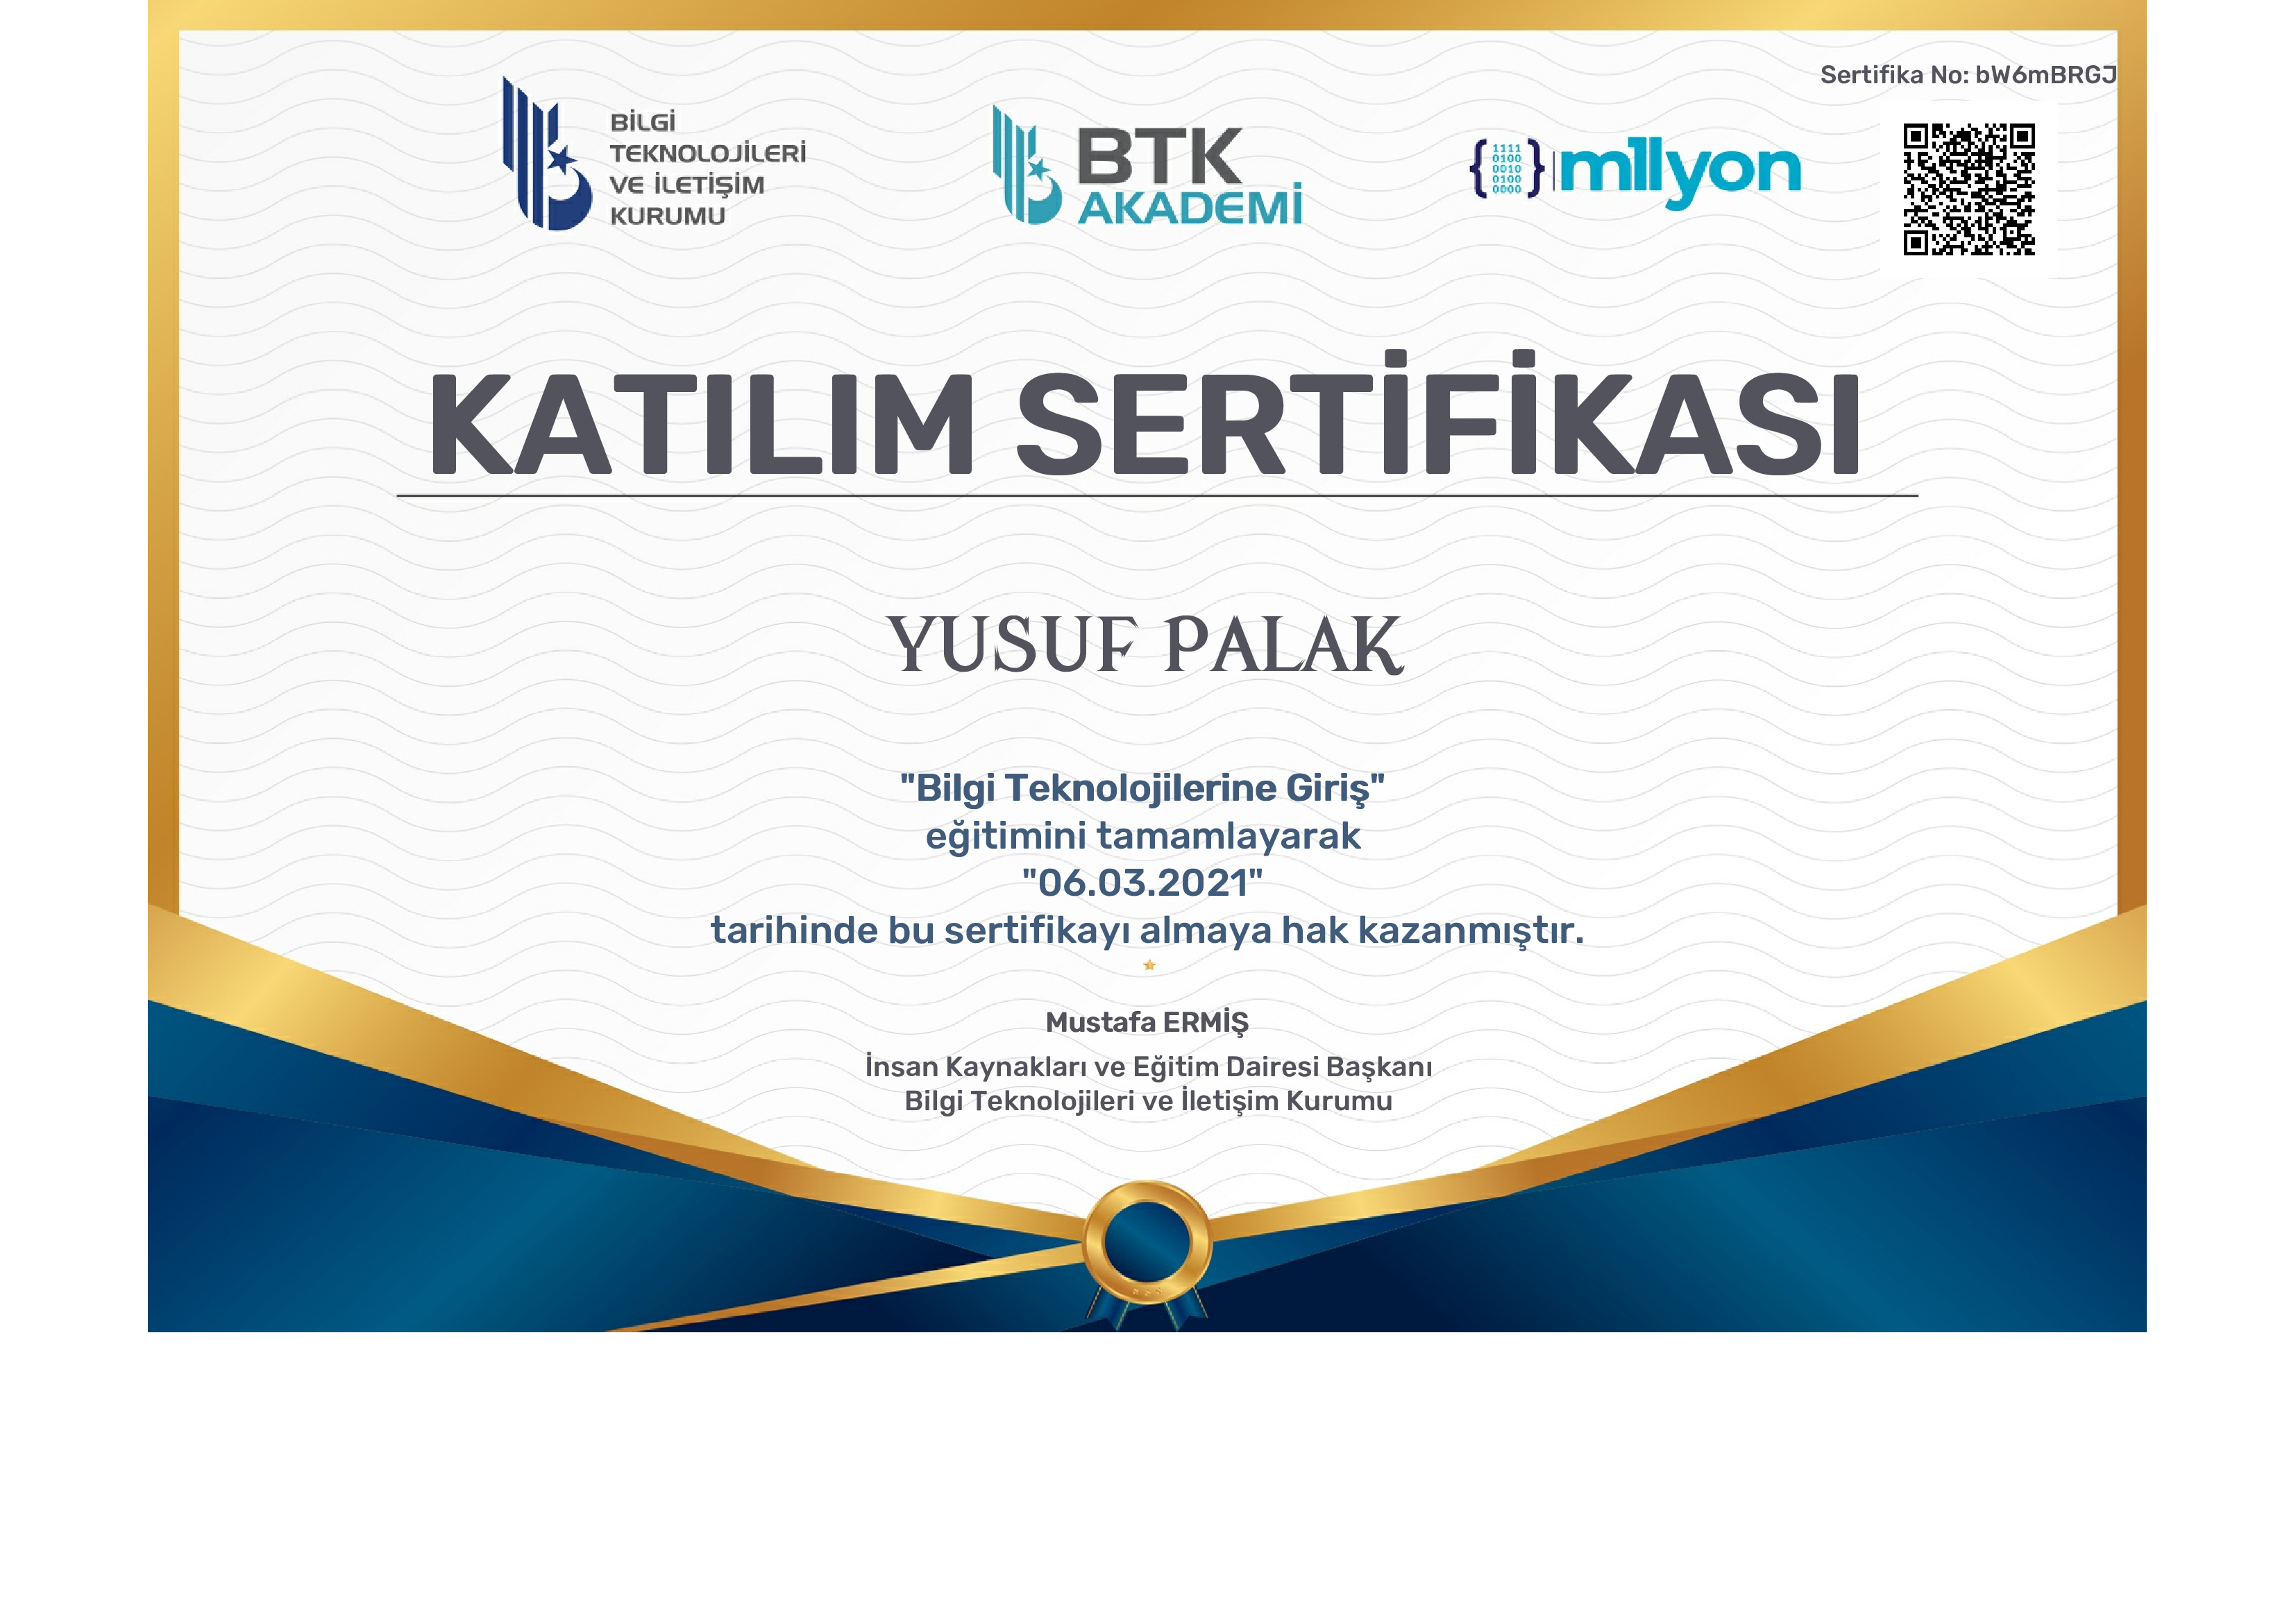 Sertifika No: bW6mBRGJ
BİLGİ
TEKNOLOJİLERİ
VE İLETİŞİM
KURUMU
BTK
AKADEMİ
1111
0100
0010
0100
0000
m1lyon
KATILIM SERTİFİKASI
YUSUF PALAK
"Bilgi Teknolojilerine Giriş"
eğitimini tamamlayarak
"06.03.2021"
tarihinde bu sertifikayı almaya hak kazanmıştır.
Mustafa ERMİŞ
İnsan Kaynakları ve Eğitim Dairesi Başkanı
Bilgi Teknolojileri ve İletişim Kurumu